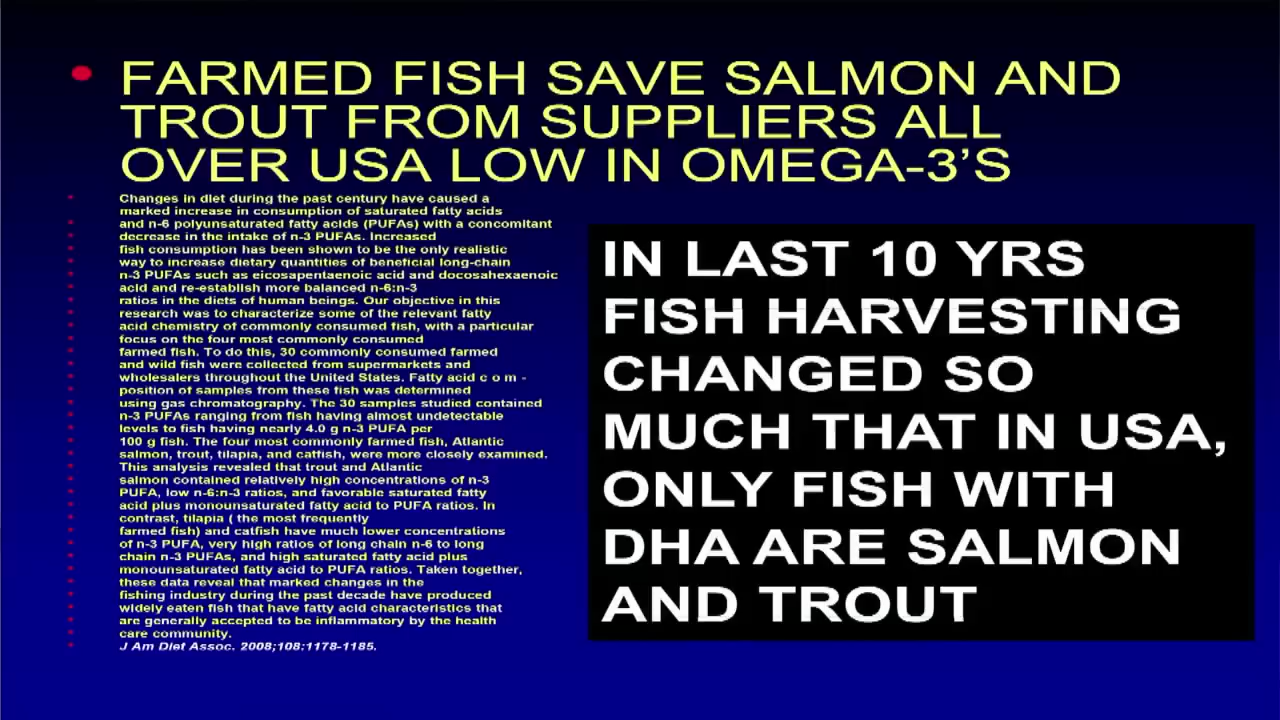 FARMED FISH SAVE SALMON AND
TROUT FROM SUPPLIERS ALL
OVER USA LOW IN OMEGA-3'S
Changes in diet during the past century have caused a
marked increase in consumption of saturated fatty acids
and n-6 polyunsaturated fatty acids (PUFAs) with a concomitant
decrease in the intake of n-3 PUFAs. Increased
fish consumption has been shown to be the only realistic
way to increase dietary quantities of beneficial long-chain
n-3 PUFAs such as eicosapentaenoic acid and docosahexaenoic
acid and re-establish more balanced n-6:n-3
ratios in the diets of human beings. Our objective in this
research was to characterize some of the relevant fatty
acid chemistry of commonly consumed fish, with a particular
focus on the four most commonly consumed
farmed fish. To do this, 30 commonly consumed farmed
and wild fish were collected from supermarkets and
wholesalers throughout the United States. Fatty acid c o m -
position of samples from these fish was determined
using gas chromatography. The 30 samples studied contained
n-3 PUFAs ranging from fish having almost undetectable
levels to fish having nearly 4.0 g n-3 PUFA per
100 g fish. The four most commonly farmed fish, Atlantic
salmon, trout, tilapia, and catfish, were more closely examined.
This analysis revealed that trout and Atlantic
salmon contained relatively high concentrations of n-3
PUFA, low n-6:n-3 ratios, and favorable saturated fatty
acid plus monounsaturated fatty acid to PUFA ratios. In
contrast, tilapia ( the most frequently
farmed fish) and catfish have much lower concentrations
of n-3 PUFA, very high ratios of long chain n-6 to long
chain n-3 PUFAs, and high saturated fatty acid plus
monounsaturated fatty acid to PUFA ratios. Taken together,
these data reveal that marked changes in the
fishing industry during the past decade have produced
widely eaten fish that have fatty acid characteristics that
are generally accepted to be inflammatory by the health
care community.
J Am Diet Assoc. 2008;108:1178-1185.
IN LAST 10 YRS
FISH HARVESTING
CHANGED SO
MUCH THAT IN USA,
ONLY FISH WITH
DHA ARE SALMON
AND TROUT